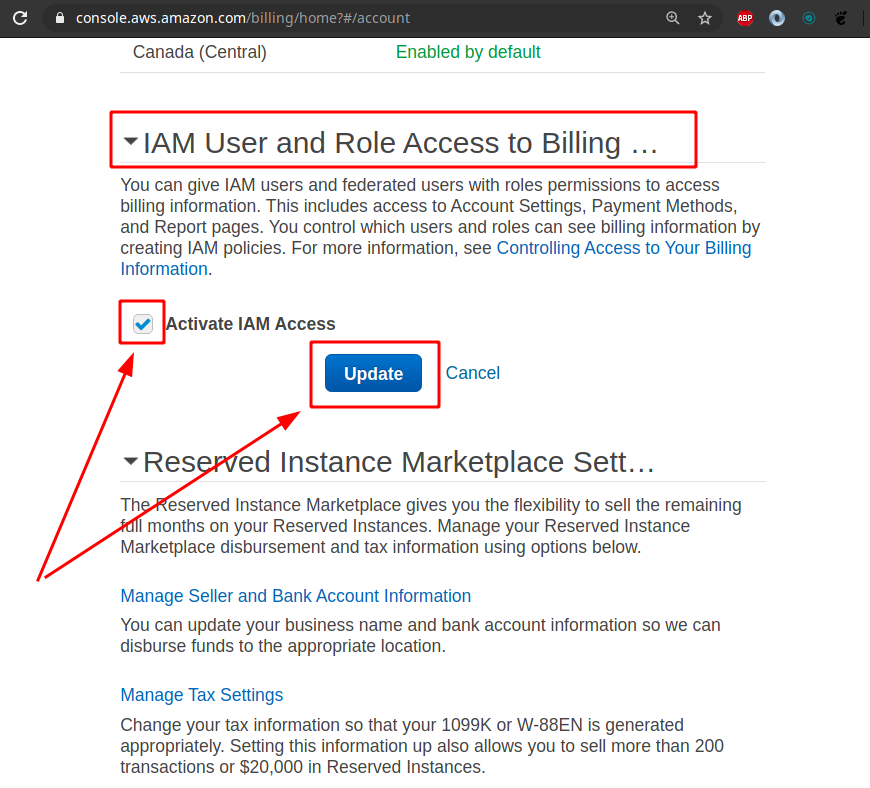 console.aws.amazon.com/billing/home?#/account
ABP
Canada (Central) Enabled by default
IAM User and Role Access to Billing …
You can give IAM users and federated users with roles permissions to access
billing information. This includes access to Account Settings, Payment Methods,
and Report pages. You control which users and roles can see billing information by
creating IAM policies. For more information, see Controlling Access to Your Billing
Information.
Activate IAM Access
Update Cancel
Reserved Instance Marketplace Sett…
The Reserved Instance Marketplace gives you the flexibility to sell the remaining
full months on your Reserved Instances. Manage your Reserved Instance
Marketplace disbursement and tax information using options below.
Manage Seller and Bank Account Information
You can update your business name and bank account information so we can
disburse funds to the appropriate location.
Manage Tax Settings
Change your tax information so that your 1099K or W-88EN is generated
appropriately. Setting this information up also allows you to sell more than 200
transactions or $20,000 in Reserved Instances.